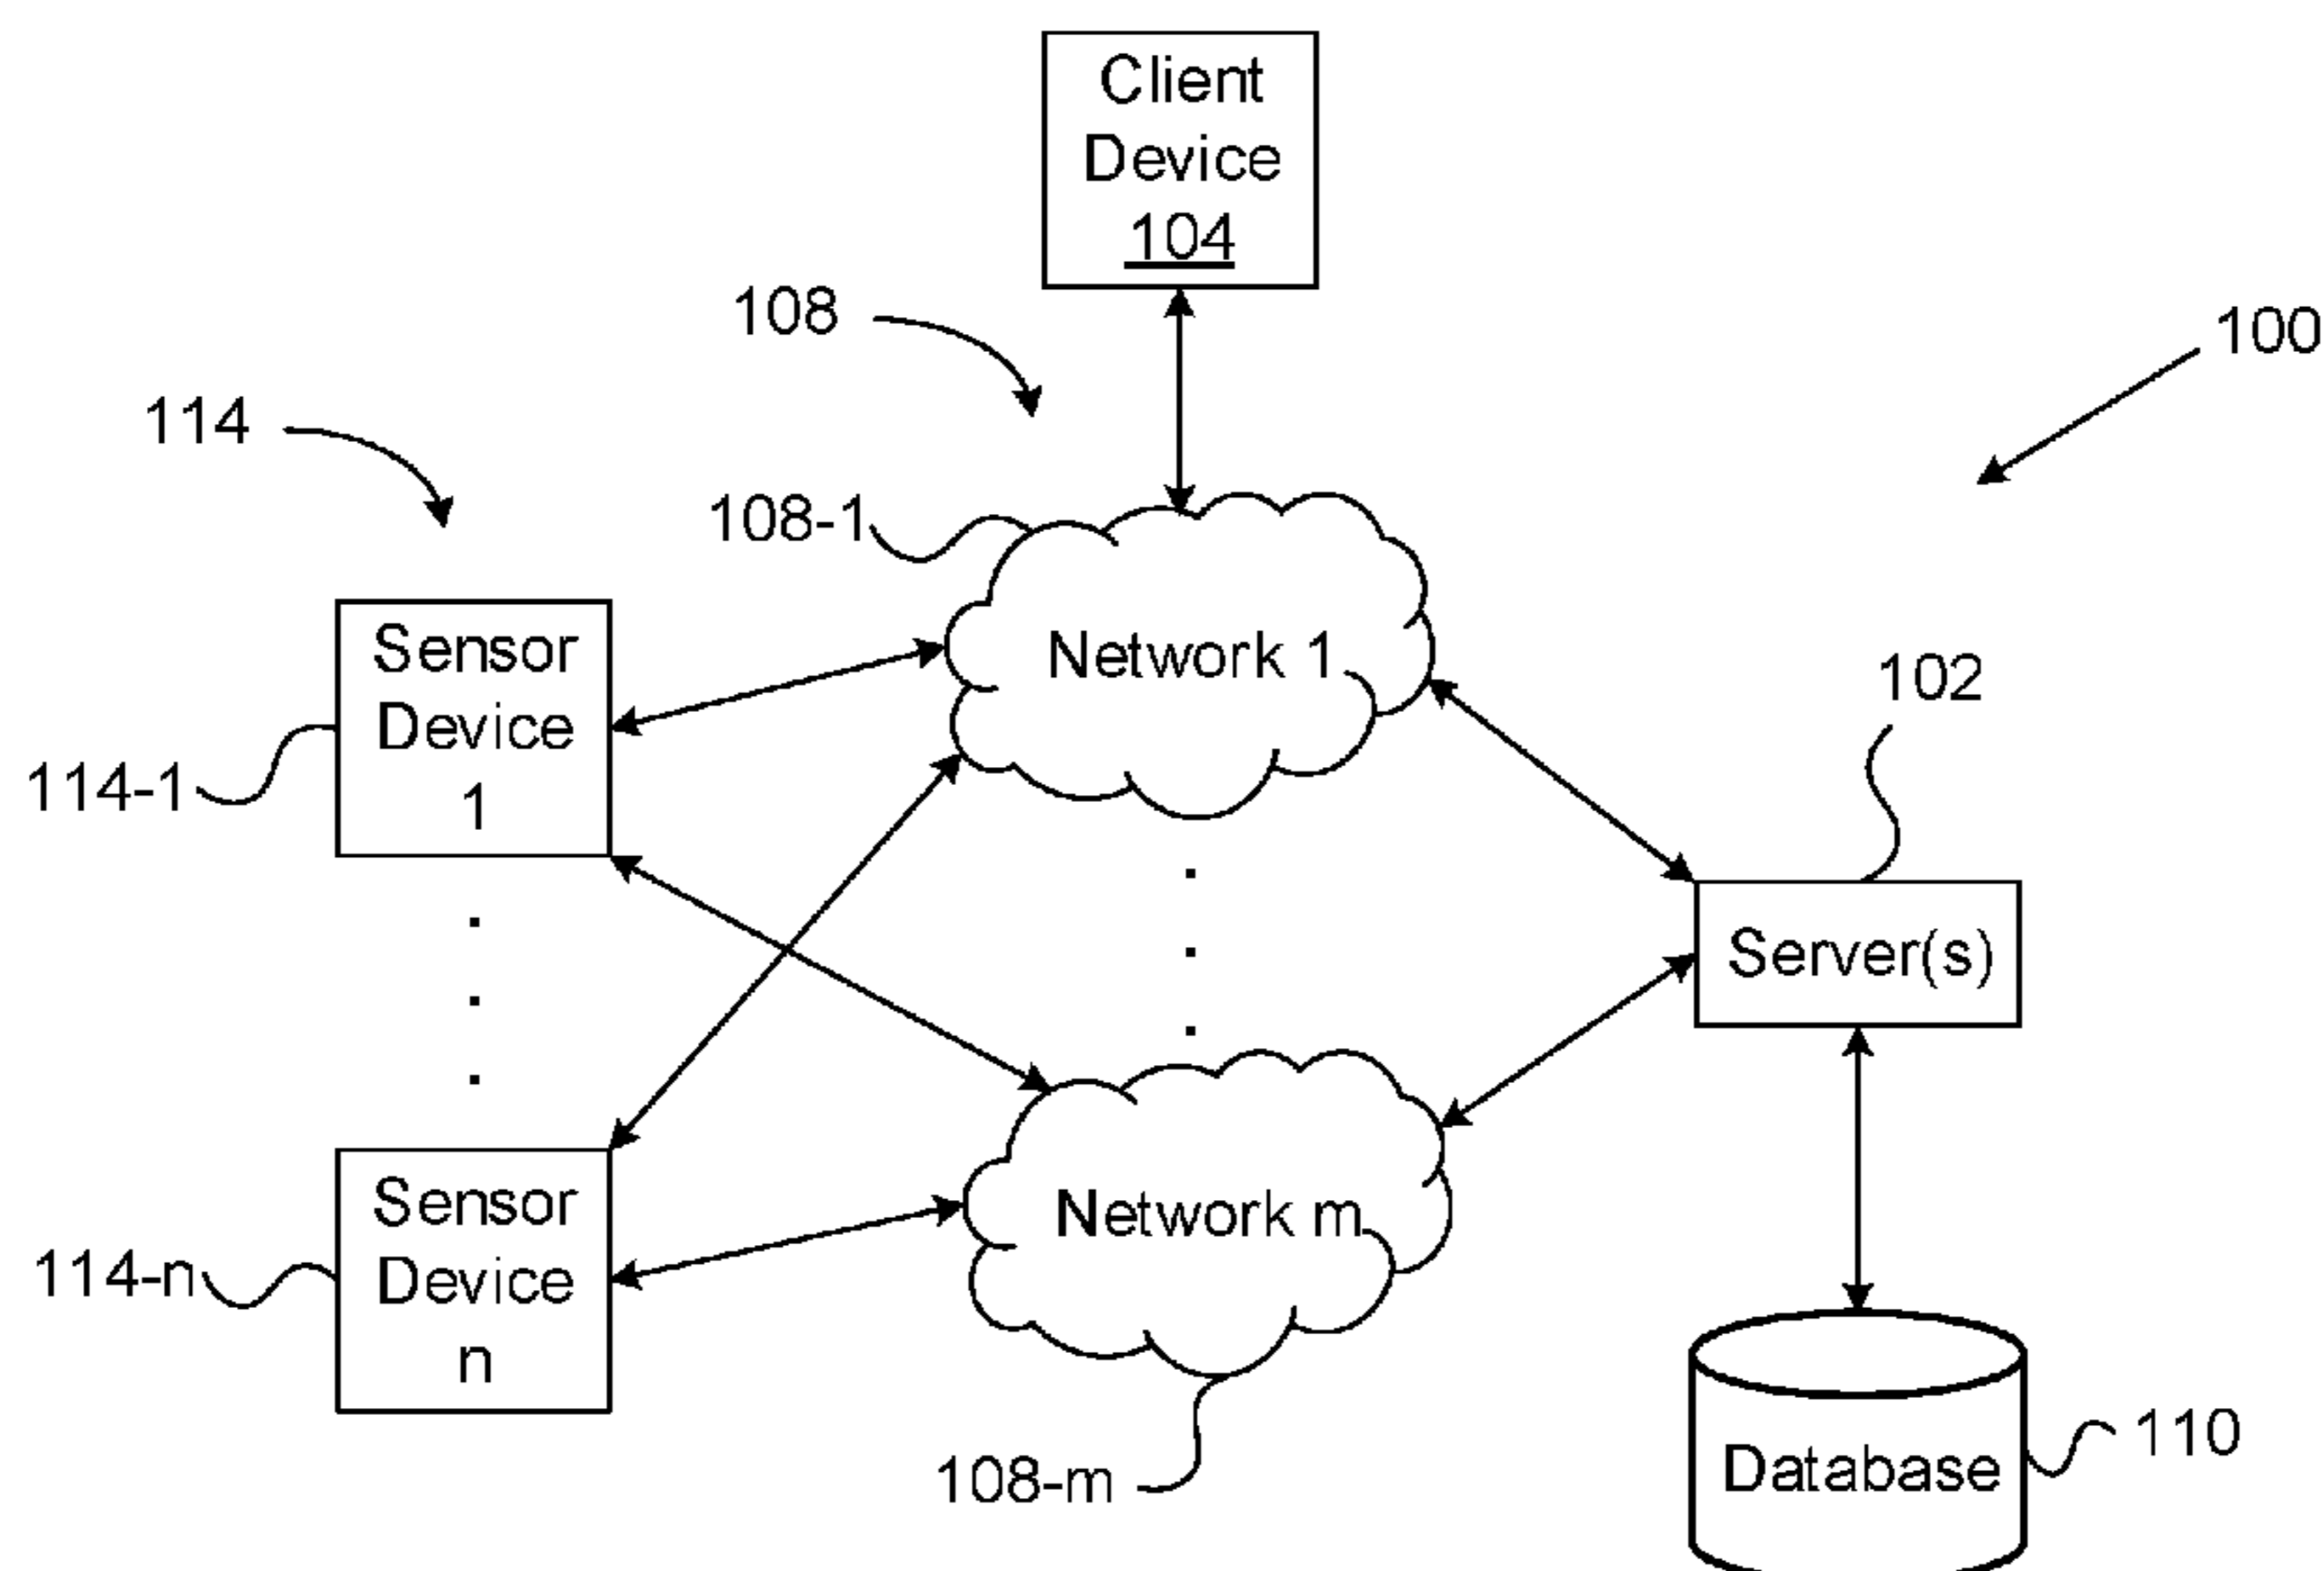 Client
Device
104
108
100
114
108-1
Sensor
Device
1
Network 1
102
114-1
Server(s)
Sensor
Device
n
Network m
114-n
110
Database
108-m